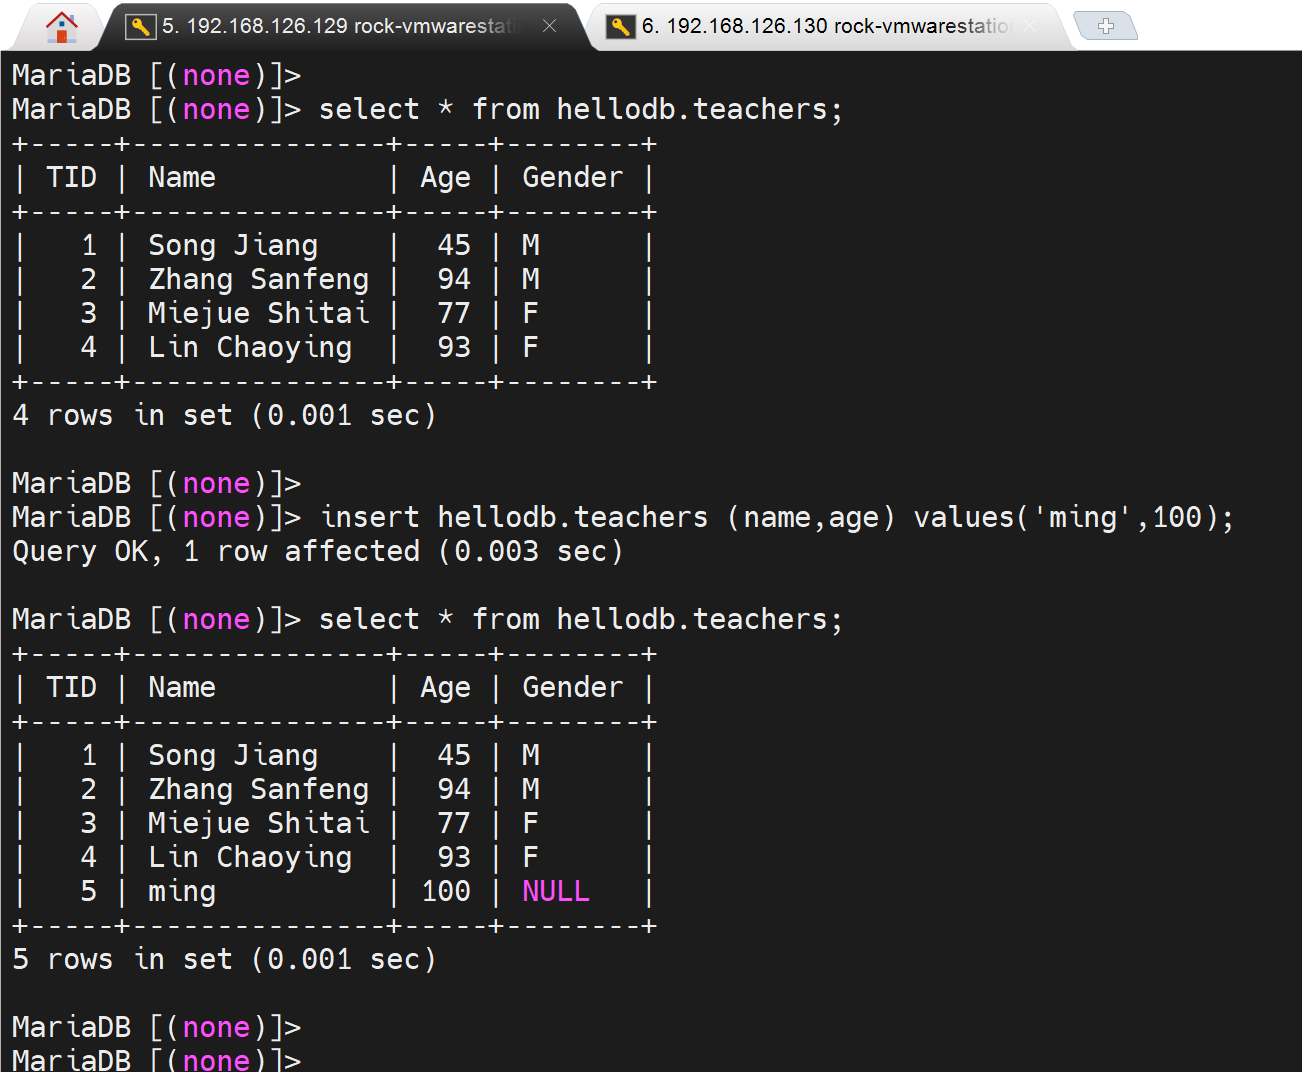 5. 192.168.126.129 rock-vmwarestati
6. 192.168.126.130 rock-vmwarestatio
MariaDB [(none)]>
MariaDB [(none)]> select * from hellodb.teachers;
+-----+---------------+-----+--------+
| TID | Name          | Age | Gender |
+-----+---------------+-----+--------+
|   1 | Song Jiang    |  45 | M      |
|   2 | Zhang Sanfeng |  94 | M      |
|   3 | Miejue Shitai |  77 | F      |
|   4 | Lin Chaoying  |  93 | F      |
+-----+---------------+-----+--------+
4 rows in set (0.001 sec)
MariaDB [(none)]>
MariaDB [(none)]> insert hellodb.teachers (name,age) values('ming',100);
Query OK, 1 row affected (0.003 sec)
MariaDB [(none)]> select * from hellodb.teachers;
+-----+---------------+-----+--------+
| TID | Name          | Age | Gender |
+-----+---------------+-----+--------+
|   1 | Song Jiang    |  45 | M      |
|   2 | Zhang Sanfeng |  94 | M      |
|   3 | Miejue Shitai |  77 | F      |
|   4 | Lin Chaoying  |  93 | F      |
|   5 | ming          | 100 | NULL   |
+-----+---------------+-----+--------+
5 rows in set (0.001 sec)
MariaDB [(none)]>
MariaDB [(none)]>